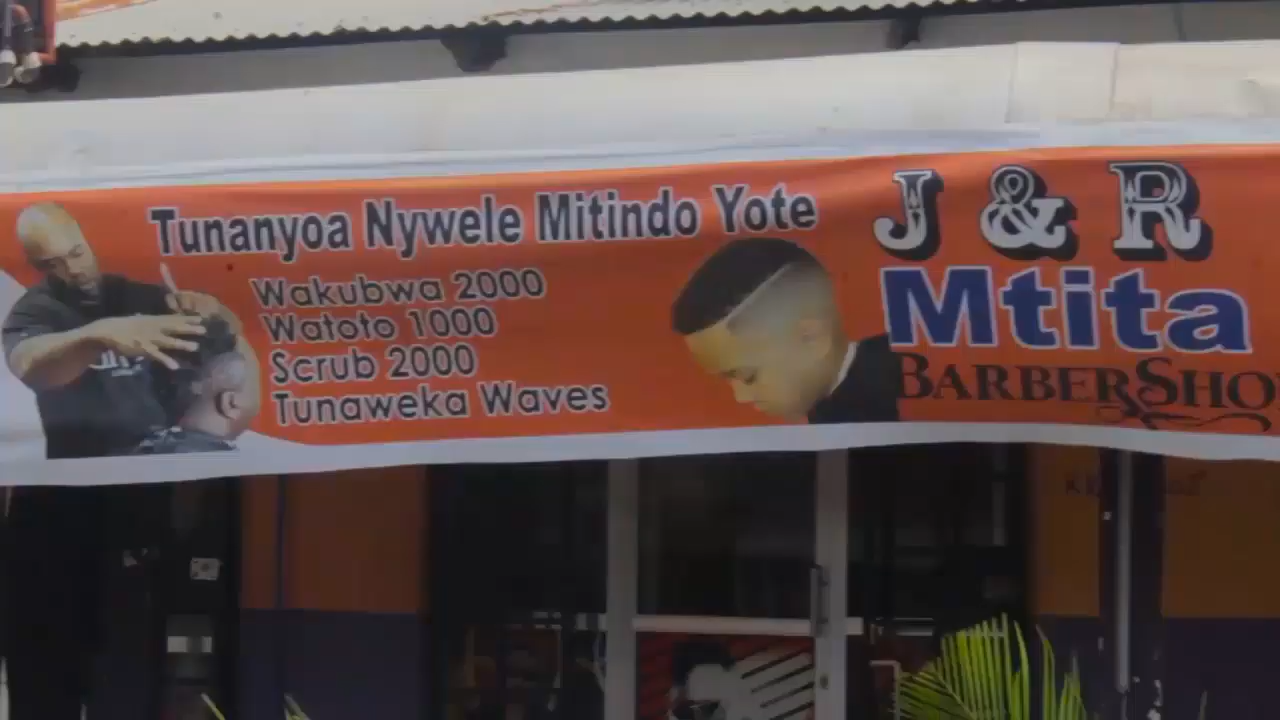 Tunanyoa Nywele Mitindo Yote
Wakubwa 2000
Watoto 1000
Scrub 2000
Tunaweka Waves
J & R
Mtita
BARBERSHO